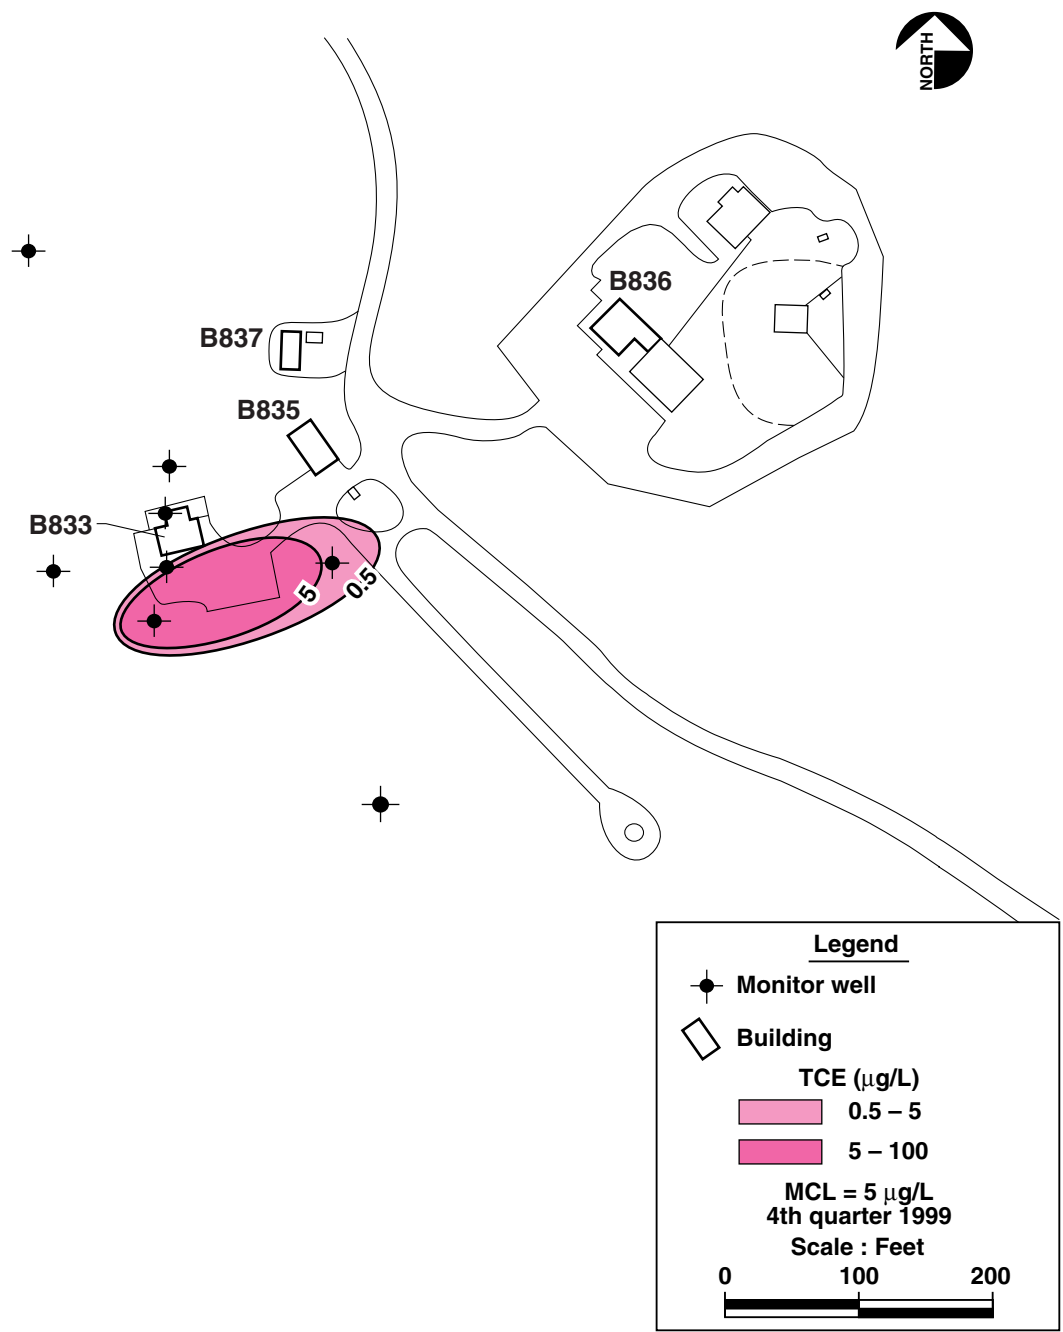 NORTH
B836
B837
B835
B833
5
0.5
Legend
Monitor well
Building
TCE (μg/L)
0.5 – 5
5 – 100
MCL = 5 μg/L
4th quarter 1999
Scale : Feet
0 100 200